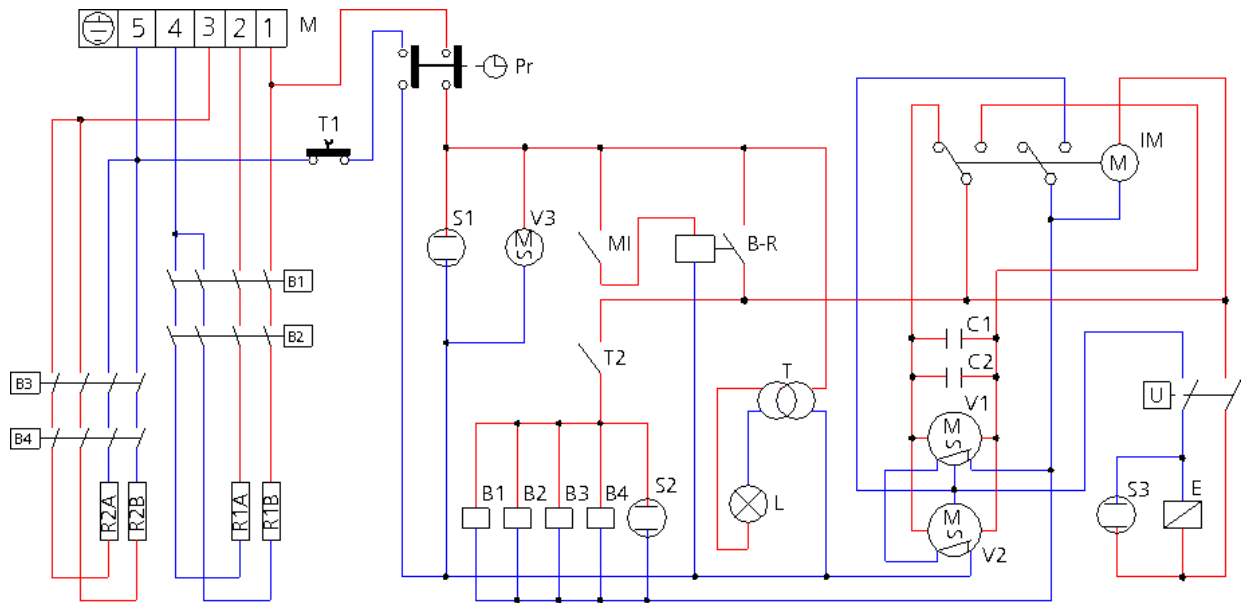 5 4 3 2 1 M
Pr
T1
IM
M
S1
V3
M
S
MI
B-R
B1
B2
B3
B4
T2
C1
C2
T
V1
M
S
U
R2A R2B R1A R1B
B1 B2 B3 B4 S2
L
M
S
V2
S3
E